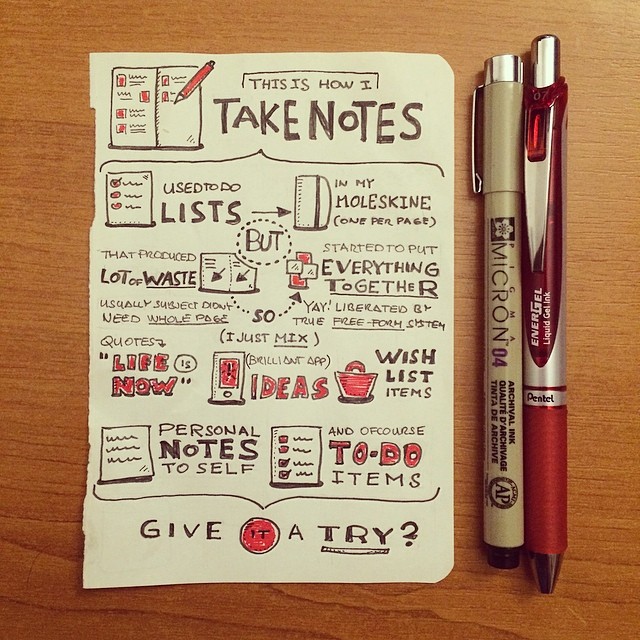 THIS IS HOW I
TAKE NOTES
USED TO DO
LISTS
IN MY
MOLESKINE
(ONE PER PAGE)
BUT
THAT PRODUCED
LOT OF WASTE
USUALLY SUBJECT DIDN'T
NEED WHOLE PAGE
SO
STARTED TO PUT
EVERYTHING
TOGETHER
YAY! LIBERATED BY
TRUE FREE-FORM SYSTEM
(I JUST MIX)
QUOTES
"LIFE IS
NOW"
(BRILLIANT APP)
IDEAS
WISH
LIST
ITEMS
PERSONAL
NOTES
TO SELF
AND OFCOURSE
TO-DO
ITEMS
GIVE IT A TRY?
PIGMA
MICRON 04
ARCHIVAL INK
QUALITÉ D'ARCHIVAGE
TINTA DE ARCHIVE
AP
07
ENERGEL
Liquid Gel Ink
Pentel